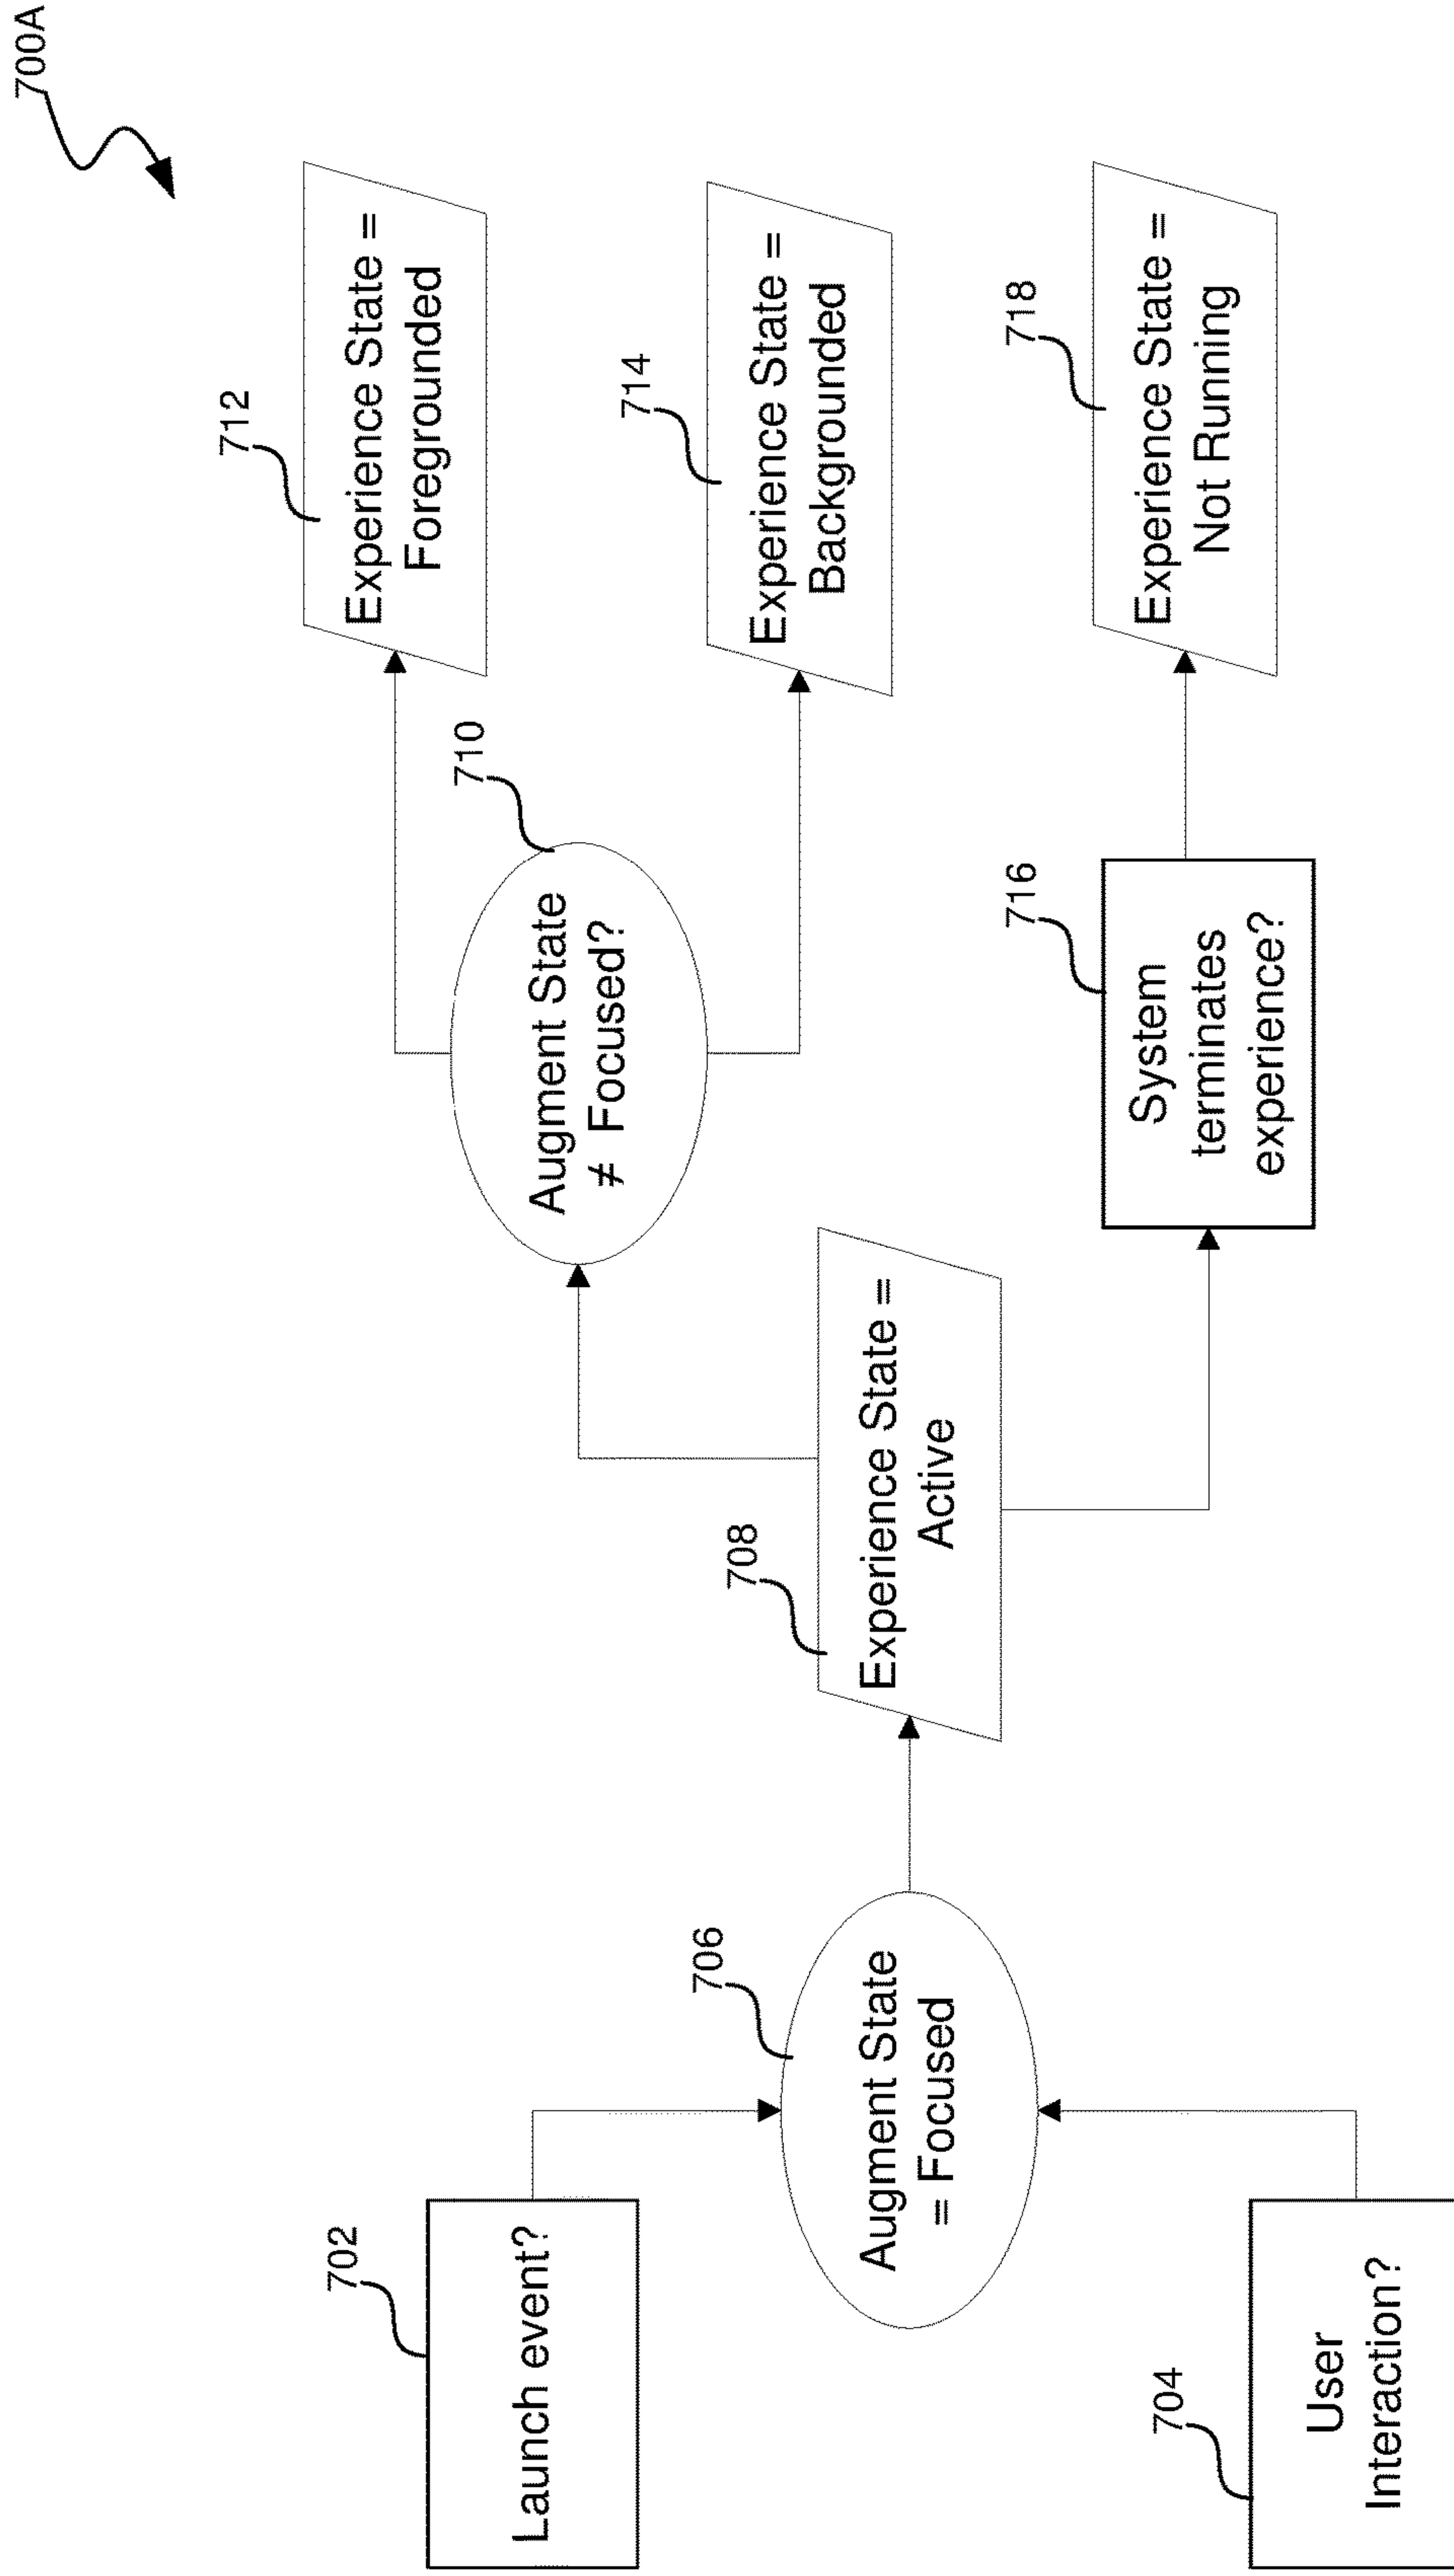 700A
702
Launch event?
704
User
Interaction?
706
Augment State
= Focused
708
Experience State =
Active
710
Augment State
≠ Focused?
712
Experience State =
Foregrounded
714
Experience State =
Backgrounded
716
System
terminates
experience?
718
Experience State =
Not Running